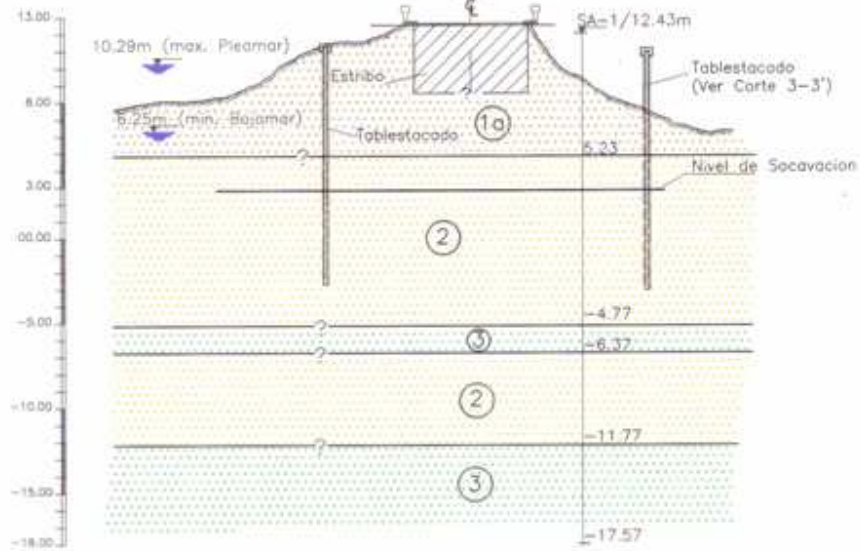 13.00
℄
SA-1/12.43m
10.29m (max. Pleamar)
Tablestacado
(Ver Corte 3-3')
Estribo
?
8.00
6.25m (min. Bajamar)
1a
Tablestacado
?
5.23
Nivel de Socavacion
3.00
2
00.00
-4.77
-5.00
?
3
?
-6.37
2
-10.00
-11.77
?
3
-15.00
-17.57
-18.00